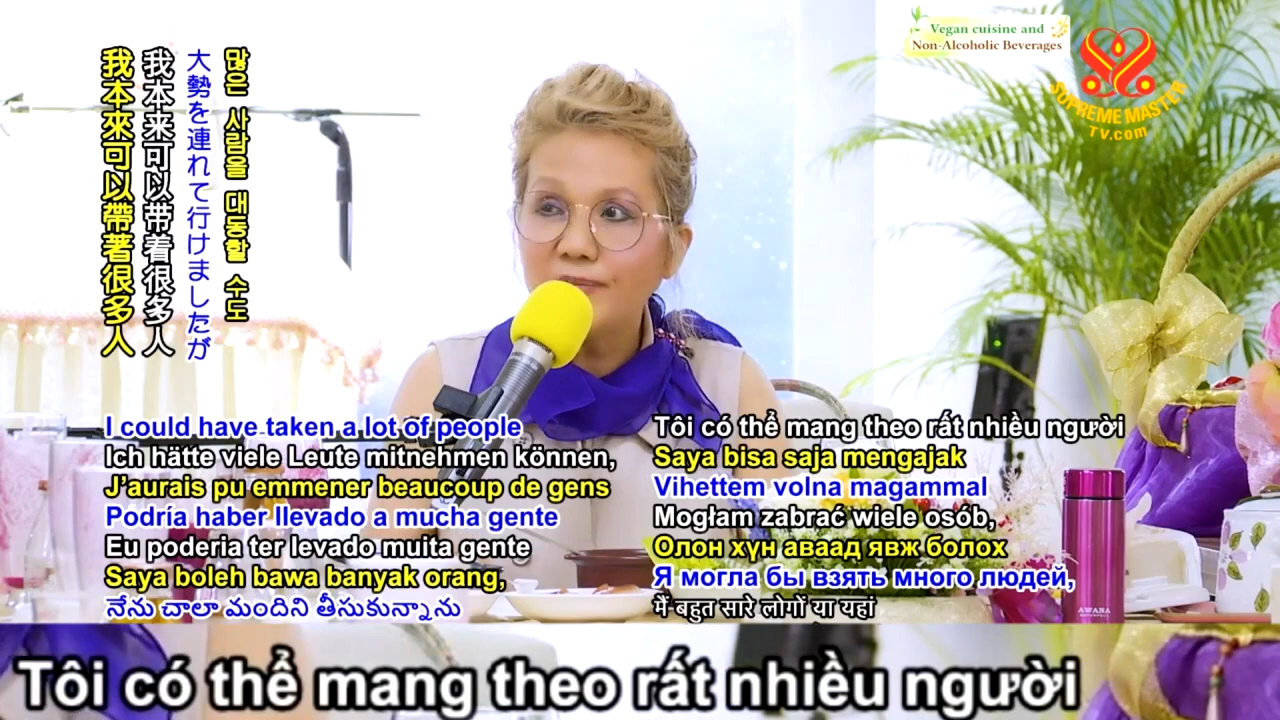 Vegan cuisine and
Non-Alcoholic Beverages
SUPREME MASTER
TV.com
많은 사람을 대동할 수도
大勢を連れて行けましたが
我本来可以带着很多人
我本來可以帶著很多人
I could have taken a lot of people
Ich hätte viele Leute mitnehmen können,
J'aurais pu emmener beaucoup de gens
Podría haber llevado a mucha gente
Eu poderia ter levado muita gente
Saya boleh bawa banyak orang,
నేను చాలా మందిని తీసుకున్నాను
Tôi có thể mang theo rất nhiều người
Saya bisa saja mengajak
Vihettem volna magammal
Mogłam zabrać wiele osób,
Олон хүн аваад явж болох
Я могла бы взять много людей,
मैं बहुत सारे लोगों या यहां
AWANA
Tôi có thể mang theo rất nhiều người